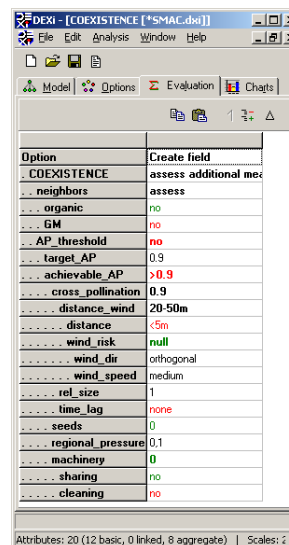 DEXi - [COEXISTENCE [*SMAC.dxi]]
File Edit Analysis Window Help
Model Options Σ Evaluation Charts
Option Create field
. COEXISTENCE assess additional mea
. . neighbors assess
. . . organic no
. . . GM no
. . AP_threshold no
. . . target_AP 0.9
. . . achievable_AP >0.9
. . . . cross_pollination 0.9
. . . . . distance_wind 20-50m
. . . . . . distance <5m
. . . . . . wind_risk null
. . . . . . . wind_dir orthogonal
. . . . . . . wind_speed medium
. . . . . rel_size 1
. . . . . time_lag none
. . . . seeds 0
. . . . regional_pressure 0,1
. . . . machinery 0
. . . . . sharing no
. . . . . cleaning no
Attributes: 20 (12 basic, 0 linked, 8 aggregate) | Scales: 2